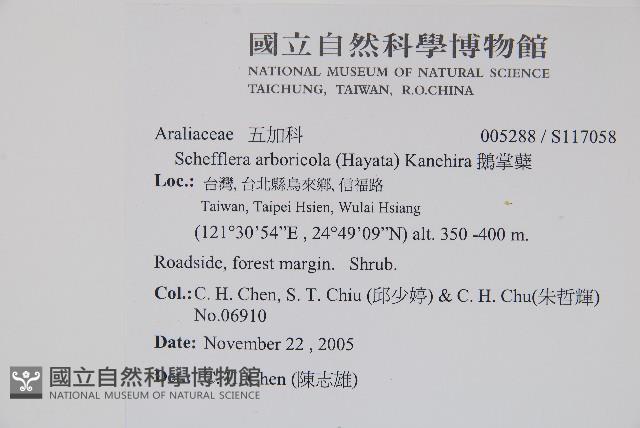 國立自然科學博物館
NATIONAL MUSEUM OF NATURAL SCIENCE
TAICHUNG, TAIWAN, R.O.CHINA
Araliaceae 五加科 005288 / S117058
Schefflera arboricola (Hayata) Kanehira 鵝掌蘗
Loc.: 台灣, 台北縣烏來鄉, 信福路
Taiwan, Taipei Hsien, Wulai Hsiang
(121°30'54”E , 24°49'09”N) alt. 350 -400 m.
Roadside, forest margin. Shrub.
Col.: C. H. Chen, S. T. Chiu (邱少婷) & C. H. Chu(朱哲輝)
No.06910
Date: November 22 , 2005
Chen (陳志雄)
國立自然科學博物館
NATIONAL MUSEUM OF NATURAL SCIENCE